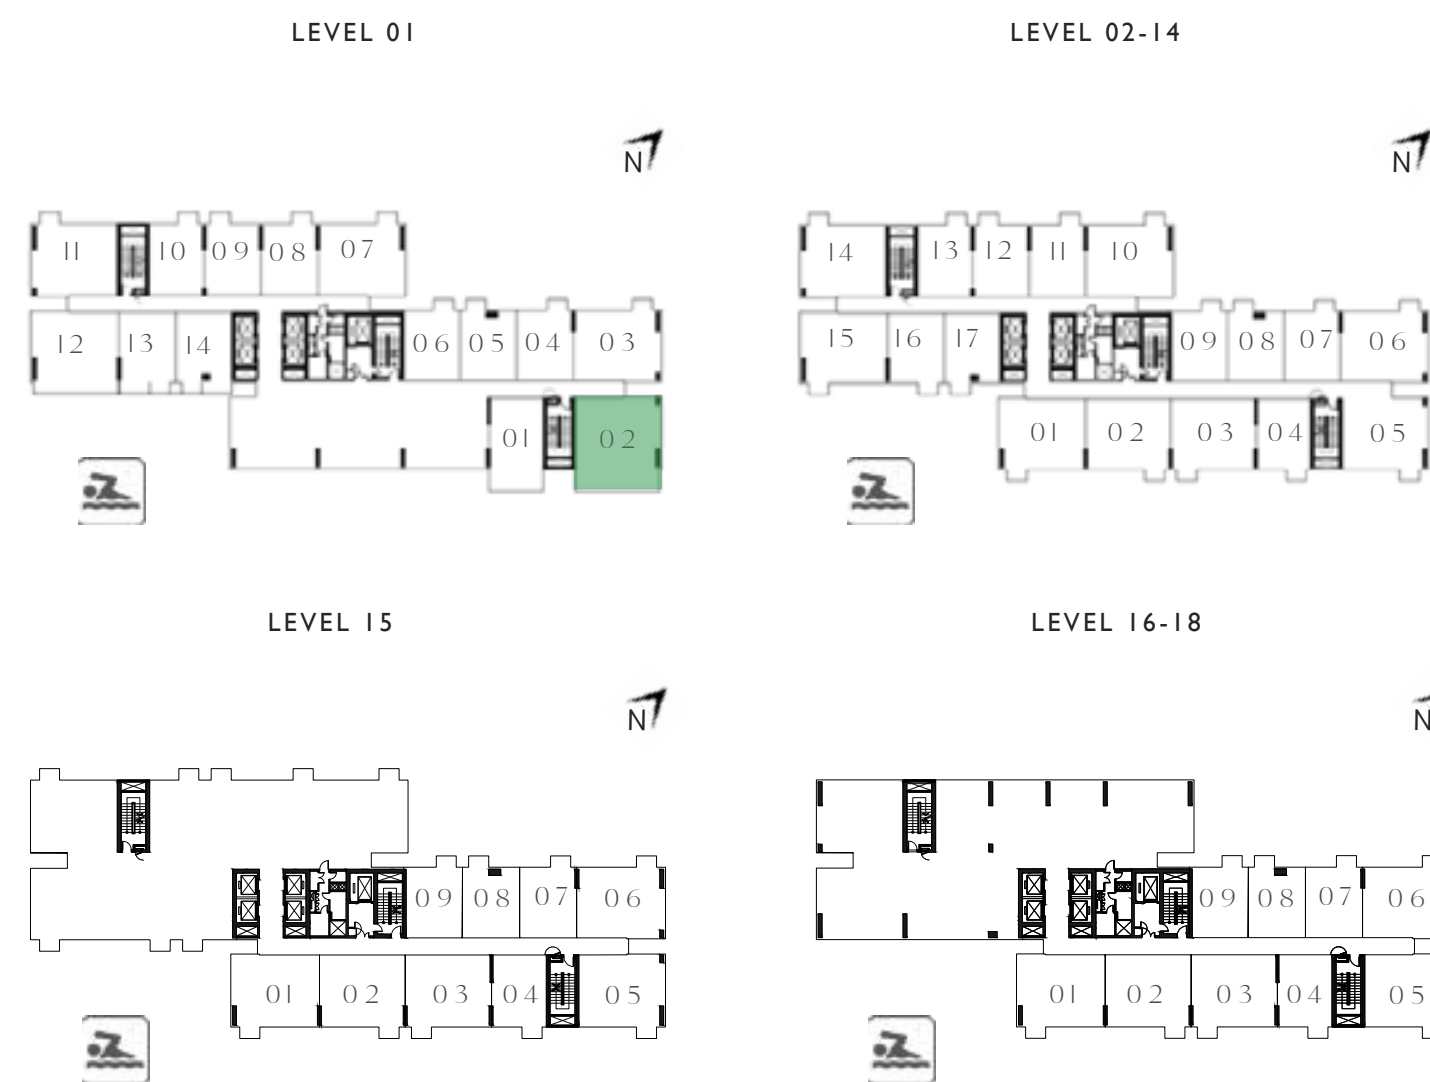 LEVEL 01
LEVEL 02-14
N
N
11 10 09 08 07
14 13 12 11 10
12 13 14 06 05 04 03
15 16 17 09 08 07 06
01 02
01 02 03 04 05
LEVEL 15
LEVEL 16-18
N
N
09 08 07 06
09 08 07 06
01 02 03 04 05
01 02 03 04 05